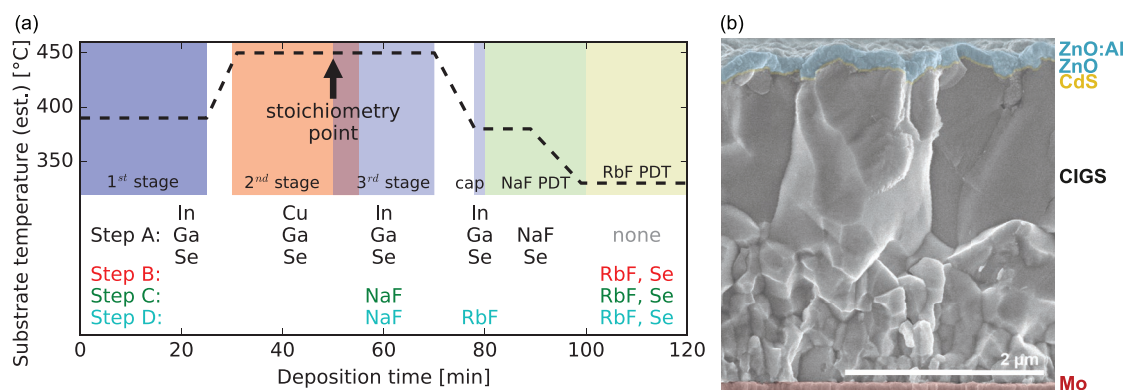 (a)
Substrate temperature (est.) [°C]
450
400
350
stoichiometry
point
1st stage
2nd stage
3rd stage
cap
NaF PDT
RbF PDT
Step A:
In
Ga
Se
Cu
Ga
Se
In
Ga
Se
In
Ga
Se
NaF
Se
none
Step B:
RbF, Se
Step C:
NaF
RbF, Se
Step D:
NaF
RbF
RbF, Se
0
20
40
60
80
100
120
Deposition time [min]
(b)
ZnO:Al
ZnO
CdS
CIGS
2 µm
Mo